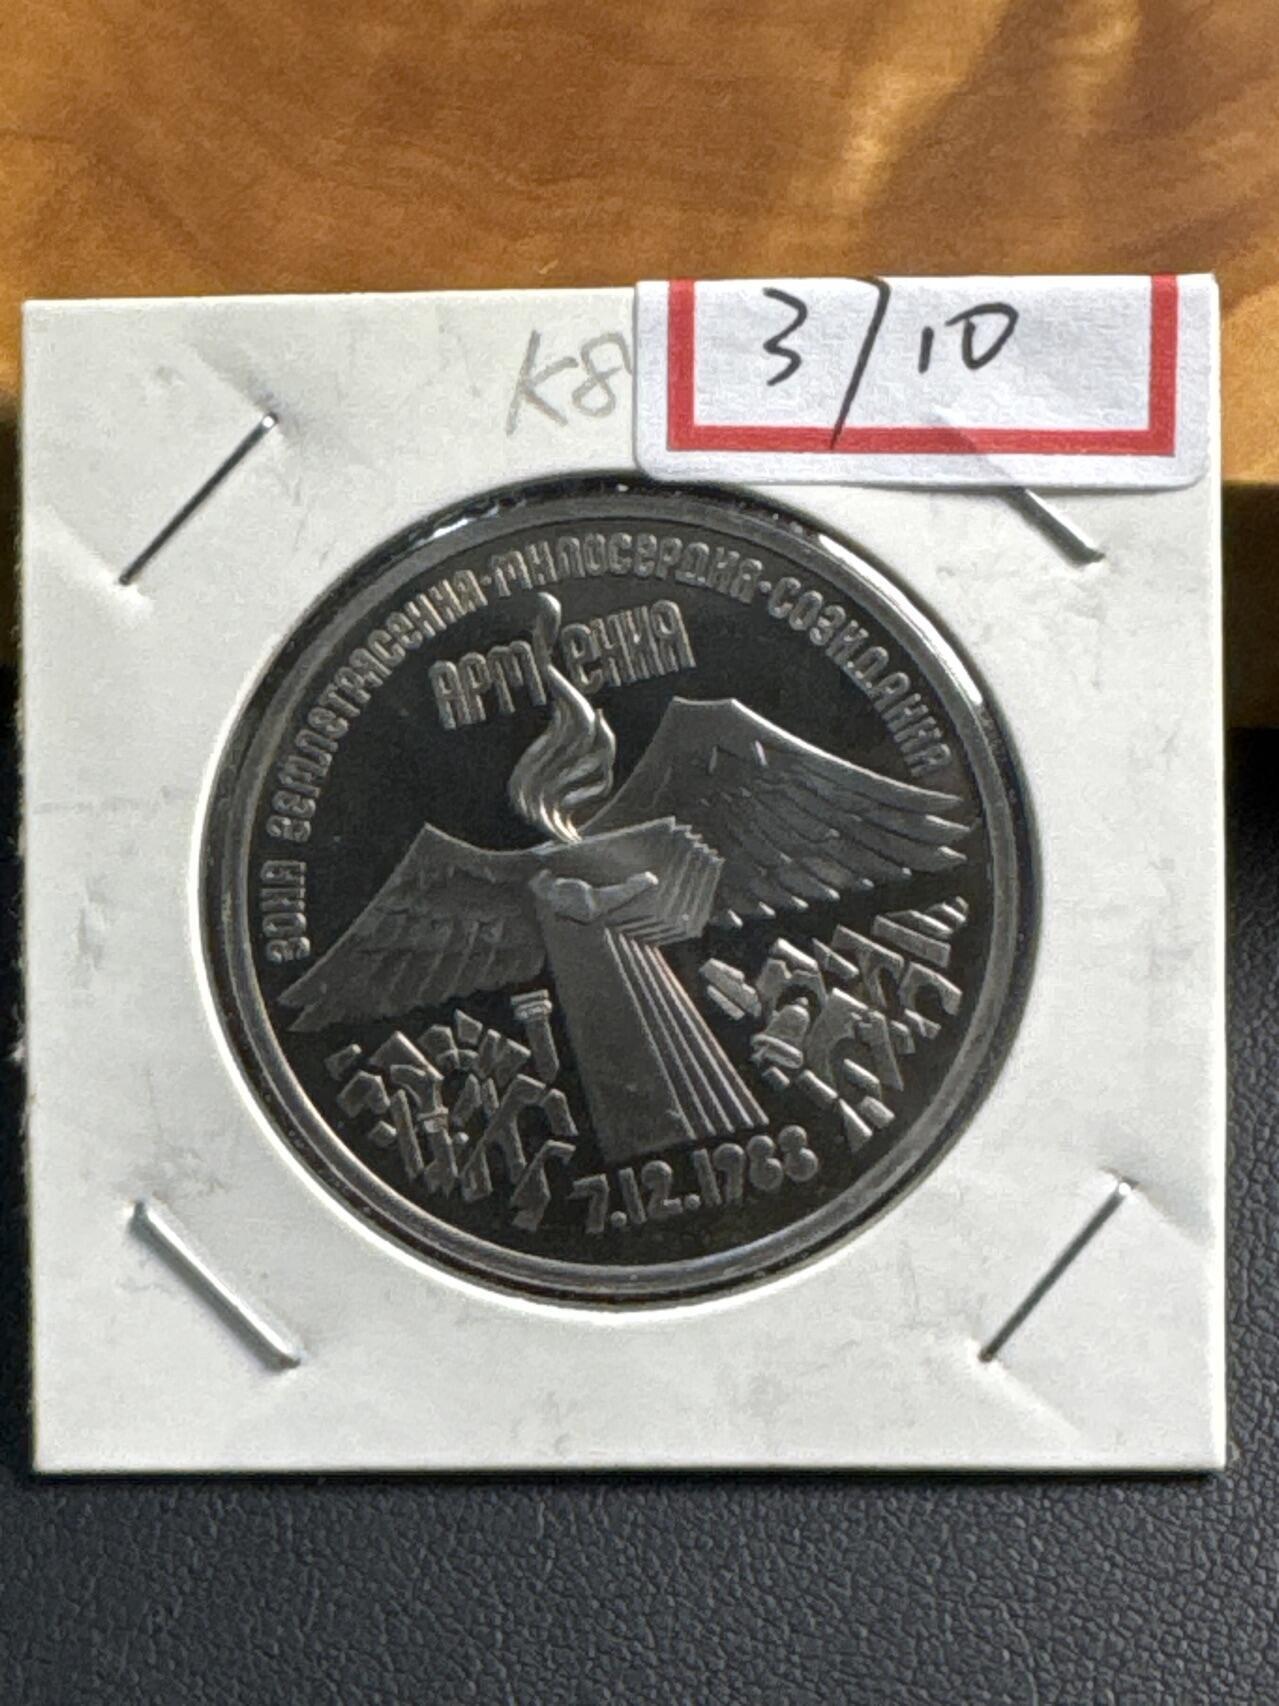 3/10
K8
ЗОНА ЗЕМЛЕТРЯСЕНИЯ·МИЛОСЕРДИЯ·СОЗИДАНИЯ
АРМЕНИЯ
7.12.1988